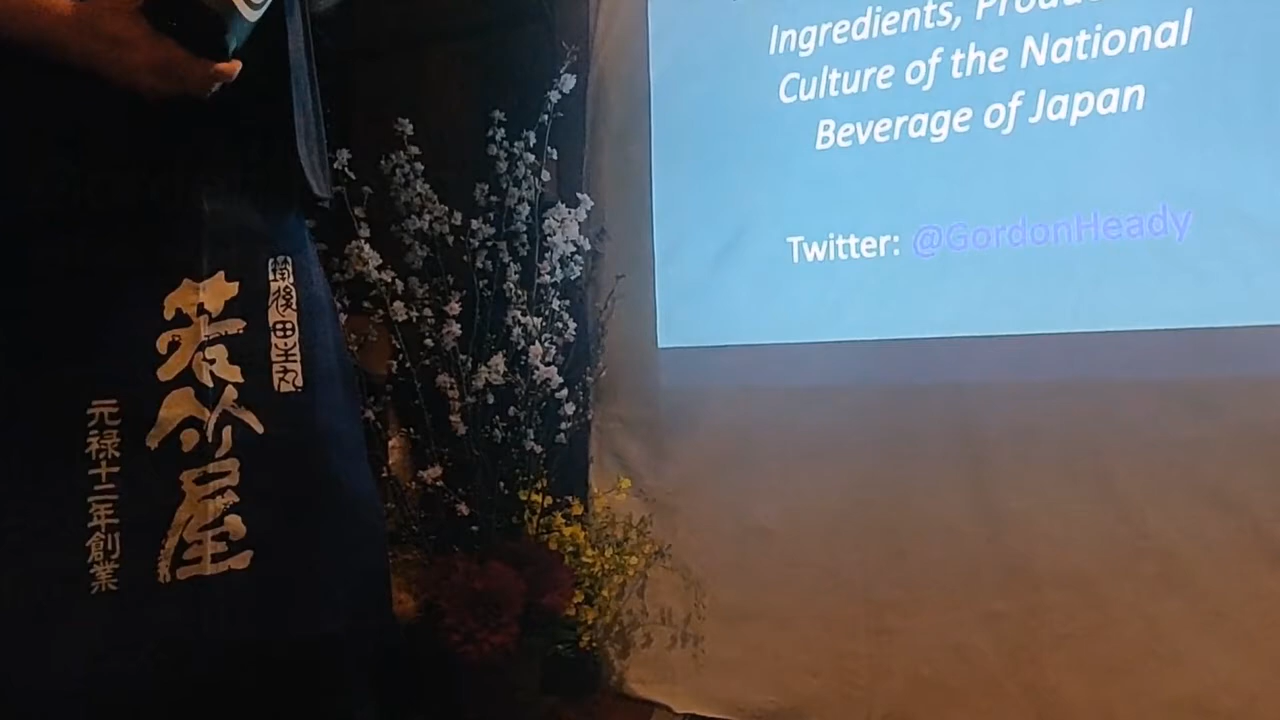 Ingredients,
Culture of the National
Beverage of Japan
Twitter: @GordonHeady
筑後田主丸
若竹屋
元禄十二年創業